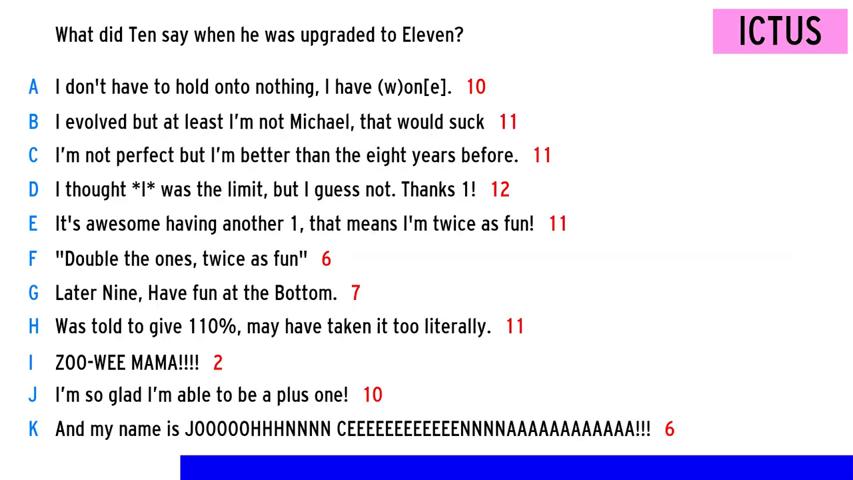 What did Ten say when he was upgraded to Eleven?
ICTUS
A I don't have to hold onto nothing, I have (w)on[e]. 10
B I evolved but at least I'm not Michael, that would suck 11
C I'm not perfect but I'm better than the eight years before. 11
D I thought *I* was the limit, but I guess not. Thanks 1! 12
E It's awesome having another 1, that means I'm twice as fun! 11
F "Double the ones, twice as fun" 6
G Later Nine, Have fun at the Bottom. 7
H Was told to give 110%, may have taken it too literally. 11
I ZOO-WEE MAMA!!!! 2
J I'm so glad I'm able to be a plus one! 10
K And my name is JOOOOOHHHNNNN CEEEEEEEEEEEENNNNAAAAAAAAAAAA!!! 6